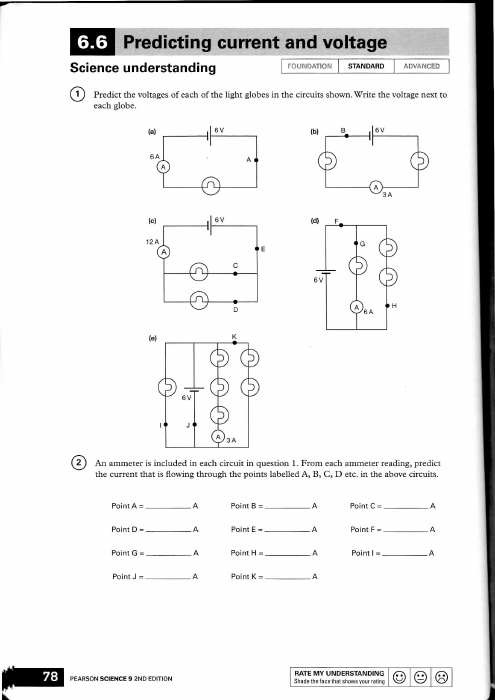 6.6 Predicting current and voltage
Science understanding
FOUNDATION STANDARD ADVANCED
1 Predict the voltages of each of the light globes in the circuits shown. Write the voltage next to
each globe.
(a) 6 V
6 A
A
A
(b) B 6 V
A
3 A
(c) 6 V
12 A
A
E
C
D
(d) F
G
6 V
A 6 A
H
(e) K
6 V
I
J
A 3 A
2 An ammeter is included in each circuit in question 1. From each ammeter reading, predict
the current that is flowing through the points labelled A, B, C, D etc. in the above circuits.
Point A = ________ A Point B = ________ A Point C = ________ A
Point D = ________ A Point E = ________ A Point F = ________ A
Point G = ________ A Point H = ________ A Point I = ________ A
Point J = ________ A Point K = ________ A
78 PEARSON SCIENCE 9 2ND EDITION
RATE MY UNDERSTANDING
Shade the face that shows your rating